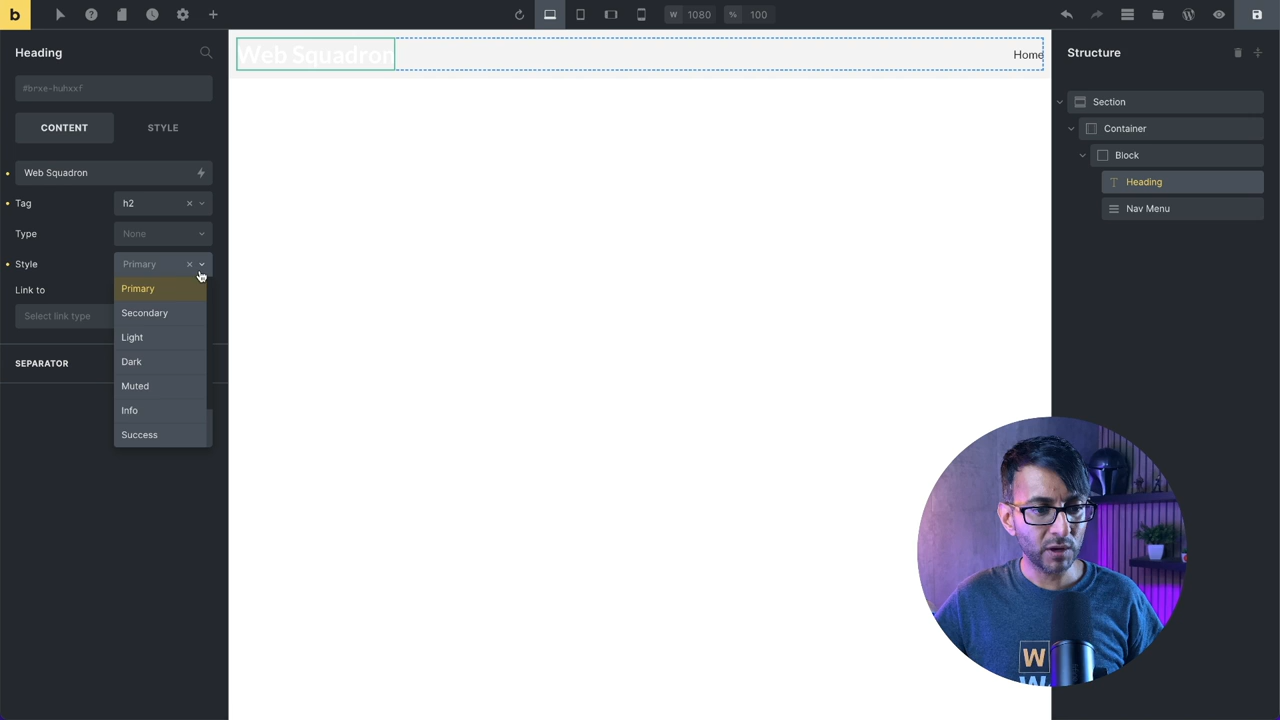 b
W 1080 % 100
Heading
#brxe-huhxxf
CONTENT STYLE
Web Squadron
Tag h2
Type None
Style Primary
Primary
Secondary
Light
Dark
Muted
Info
Success
Link to
Select link type
SEPARATOR
Web Squadron
Home
Structure
Section
Container
Block
Heading
Nav Menu
W